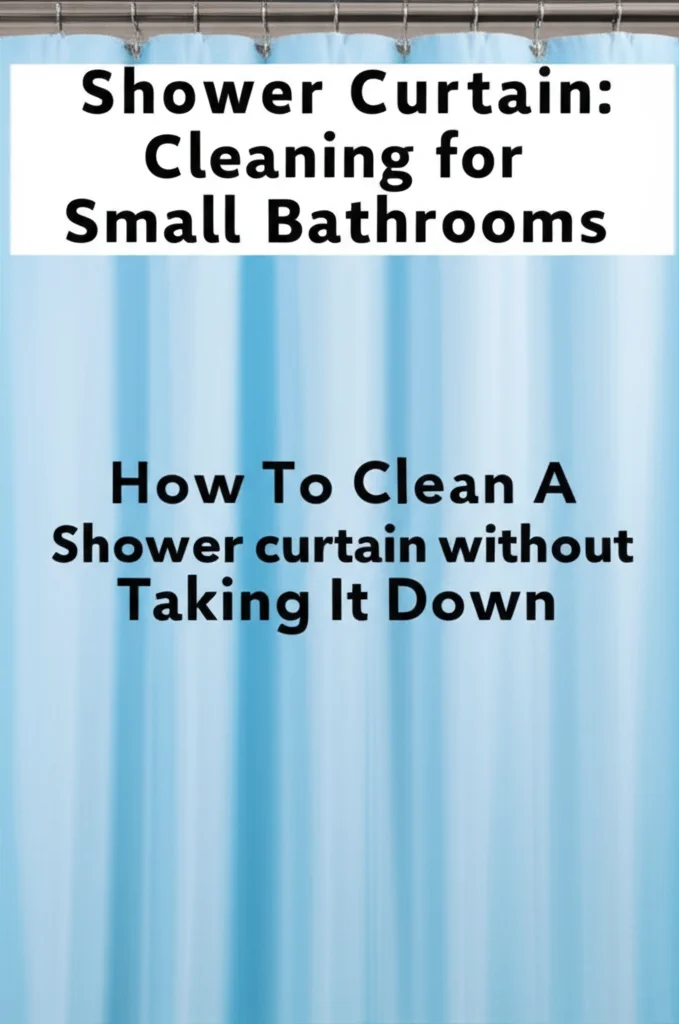 Shower Curtain:
Cleaning for
Small Bathrooms
How To Clean A
Shower curtain without
Taking It Down